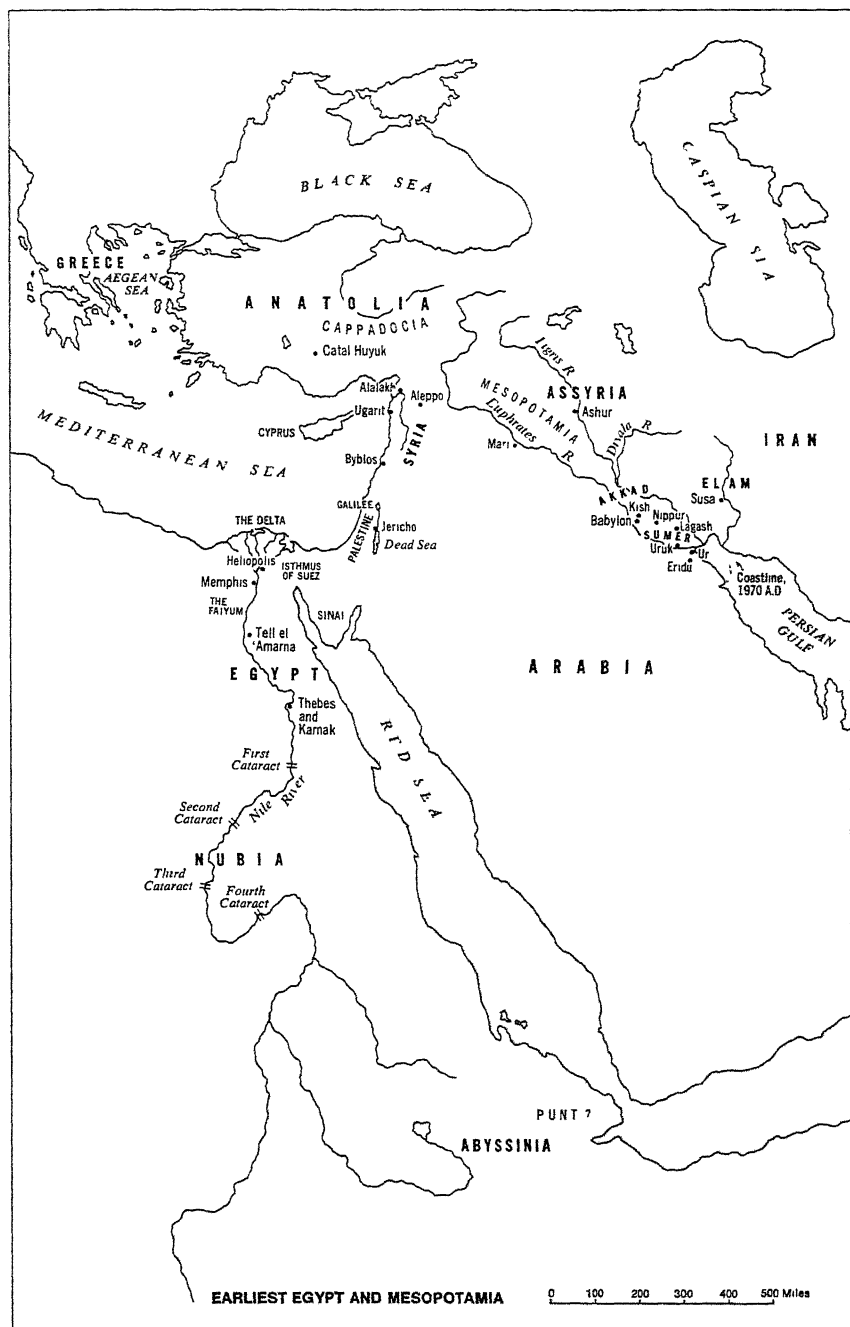 BLACK SEA
CASPIAN SEA
GREECE
AEGEAN
SEA
ANATOLIA
CAPPADOCIA
Catal Huyuk
Tigris R
MESOPOTAMIA
ASSYRIA
Ashur
Alalakh
Aleppo
Ugarit
CYPRUS
SYRIA
Euphrates R
Mari
Diyala R
IRAN
MEDITERRANEAN SEA
Byblos
AKKAD
ELAM
Susa
Kish
Babylon
Nippur
Lagash
SUMER
Uruk
Ur
Eridu
Coastline,
1970 A.D
PERSIAN
GULF
GALILEE
PALESTINE
Jericho
Dead Sea
THE DELTA
Heliopolis
ISTHMUS
OF SUEZ
Memphis
THE
FAIYUM
SINAI
Tell el
'Amarna
EGYPT
ARABIA
Thebes
and
Karnak
RED SEA
First
Cataract
Nile River
Second
Cataract
NUBIA
Third
Cataract
Fourth
Cataract
PUNT ?
ABYSSINIA
EARLIEST EGYPT AND MESOPOTAMIA
0 100 200 300 500 Miles